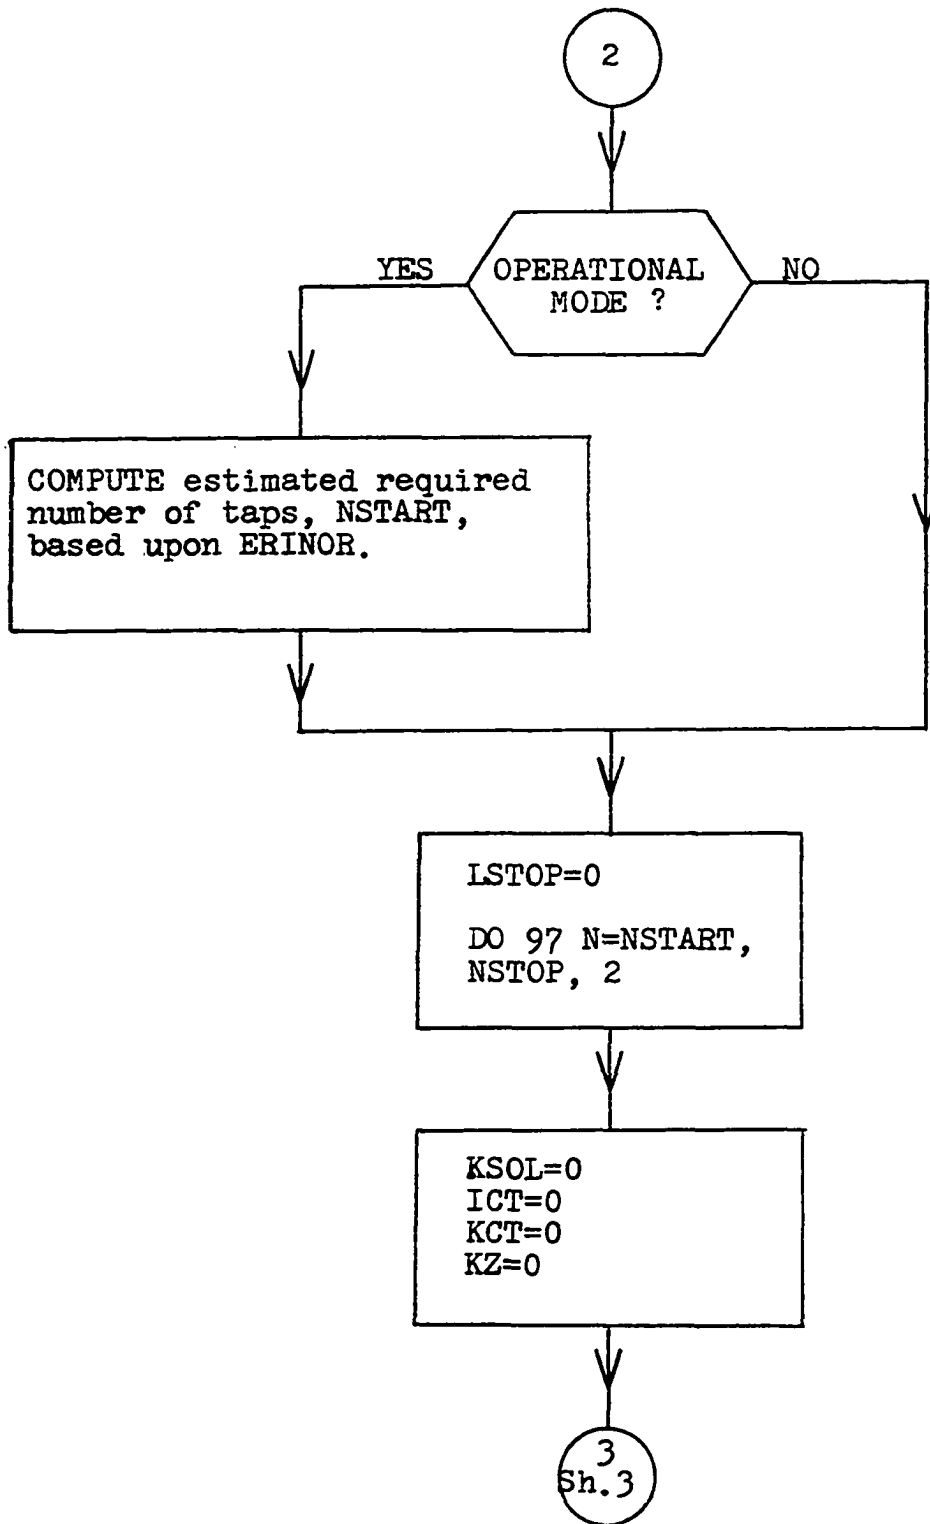 2
YES
OPERATIONAL
MODE ?
NO
COMPUTE estimated required
number of taps, NSTART,
based upon ERINOR.
LSTOP=0
DO 97 N=NSTART,
NSTOP, 2
KSOL=0
ICT=0
KCT=0
KZ=0
3
Sh.3